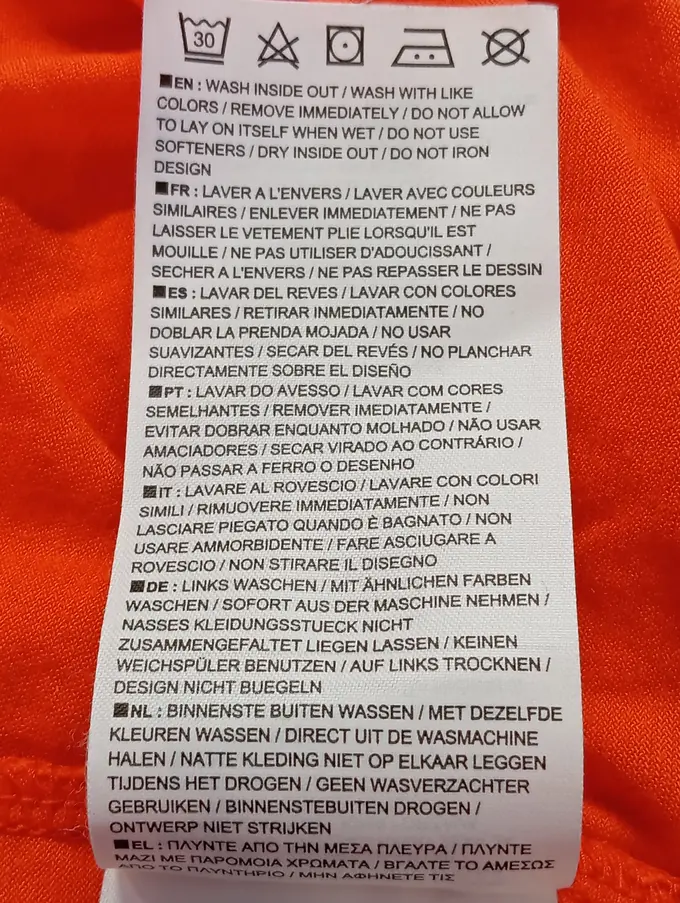 30
EN : WASH INSIDE OUT / WASH WITH LIKE
COLORS / REMOVE IMMEDIATELY / DO NOT ALLOW
TO LAY ON ITSELF WHEN WET / DO NOT USE
SOFTENERS / DRY INSIDE OUT / DO NOT IRON
DESIGN
FR : LAVER A L'ENVERS / LAVER AVEC COULEURS
SIMILAIRES / ENLEVER IMMEDIATEMENT / NE PAS
LAISSER LE VETEMENT PLIE LORSQU'IL EST
MOUILLE / NE PAS UTILISER D'ADOUCISSANT /
SECHER A L'ENVERS / NE PAS REPASSER LE DESSIN
ES : LAVAR DEL REVES / LAVAR CON COLORES
SIMILARES / RETIRAR INMEDIATAMENTE / NO
DOBLAR LA PRENDA MOJADA / NO USAR
SUAVIZANTES / SECAR DEL REVÉS / NO PLANCHAR
DIRECTAMENTE SOBRE EL DISEÑO
PT : LAVAR DO AVESSO / LAVAR COM CORES
SEMELHANTES / REMOVER IMEDIATAMENTE /
EVITAR DOBRAR ENQUANTO MOLHADO / NÃO USAR
AMACIADORES / SECAR VIRADO AO CONTRÁRIO /
NÃO PASSAR A FERRO O DESENHO
IT : LAVARE AL ROVESCIO / LAVARE CON COLORI
SIMILI / RIMUOVERE IMMEDIATAMENTE / NON
LASCIARE PIEGATO QUANDO È BAGNATO / NON
USARE AMMORBIDENTE / FARE ASCIUGARE A
ROVESCIO / NON STIRARE IL DISEGNO
DE : LINKS WASCHEN / MIT ÄHNLICHEN FARBEN
WASCHEN / SOFORT AUS DER MASCHINE NEHMEN /
NASSES KLEIDUNGSSTUECK NICHT
ZUSAMMENGEFALTET LIEGEN LASSEN / KEINEN
WEICHSPÜLER BENUTZEN / AUF LINKS TROCKNEN /
DESIGN NICHT BUEGELN
NL : BINNENSTE BUITEN WASSEN / MET DEZELFDE
KLEUREN WASSEN / DIRECT UIT DE WASMACHINE
HALEN / NATTE KLEDING NIET OP ELKAAR LEGGEN
TIJDENS HET DROGEN / GEEN WASVERZACHTER
GEBRUIKEN / BINNENSTEBUITEN DROGEN /
ONTWERP NIET STRIJKEN
EL : ΠΛΥΝΤΕ ΑΠΟ ΤΗΝ ΜΕΣΑ ΠΛΕΥΡΑ / ΠΛΥΝΤΕ
ΜΑΖΙ ΜΕ ΠΑΡΟΜΟΙΑ ΧΡΩΜΑΤΑ / ΒΓΑΛΤΕ ΤΟ ΑΜΕΣΩΣ
ΑΠΟ ΤΟ ΠΛΥΝΤΗΡΙΟ / ΜΗΝ ΑΦΗΝΕΤΕ ΤΙΣ